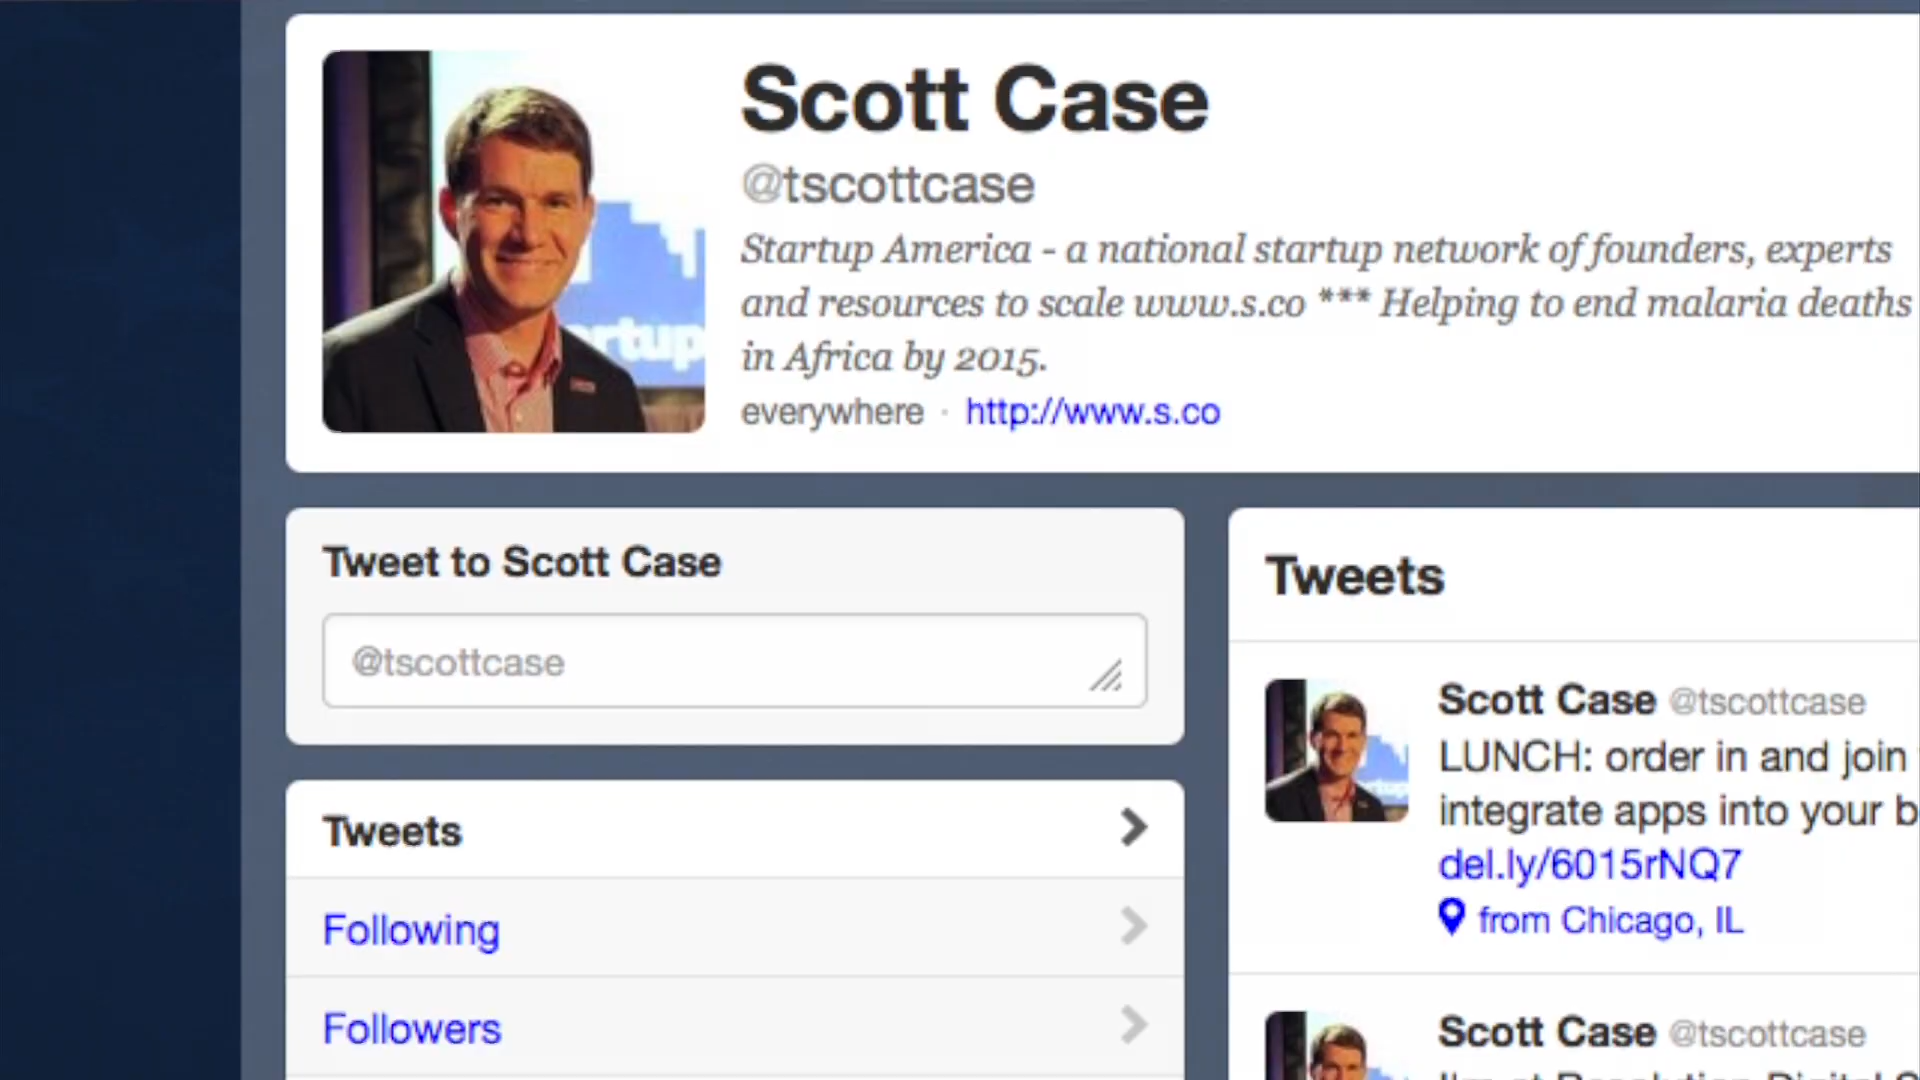 Scott Case
@tscottcase
Startup America - a national startup network of founders, experts
and resources to scale www.s.co *** Helping to end malaria deaths
in Africa by 2015.
everywhere · http://www.s.co
rtup
Tweet to Scott Case
@tscottcase
Tweets
Following
Followers
Tweets
Scott Case @tscottcase
LUNCH: order in and join
integrate apps into your b
del.ly/6015rNQ7
from Chicago, IL
Scott Case @tscottcase